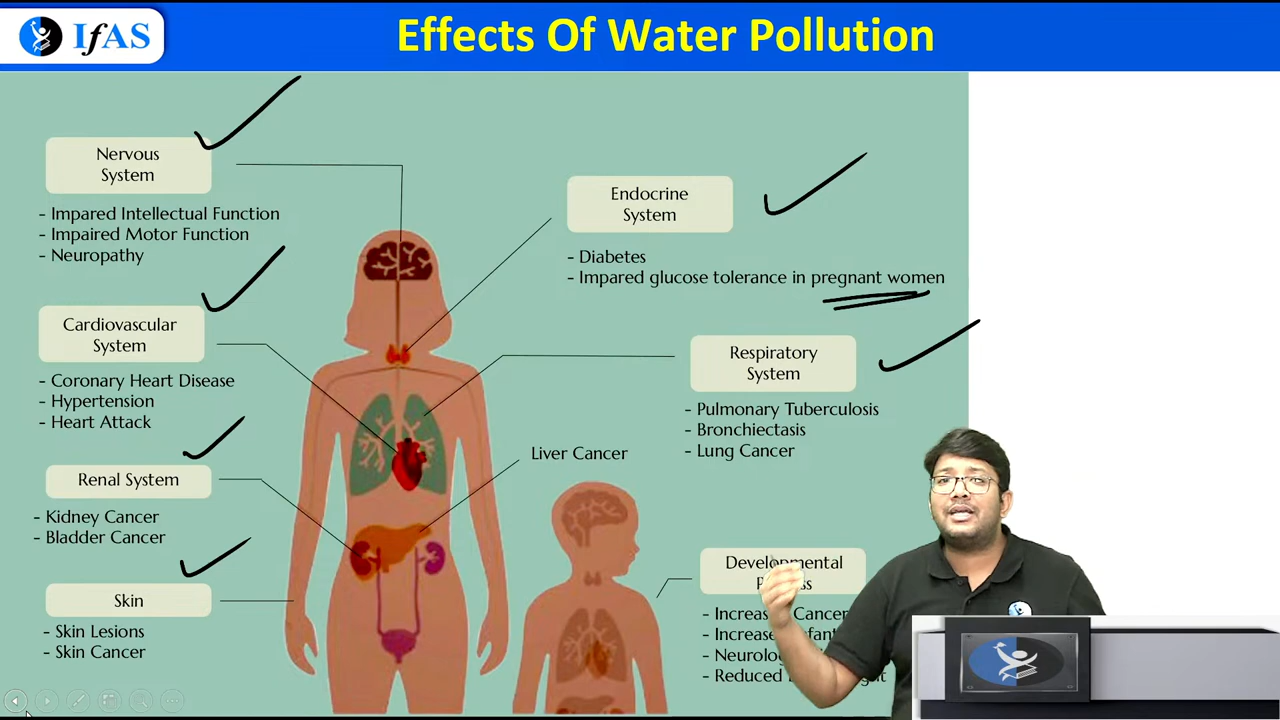 IfAS
Effects Of Water Pollution
Nervous
System
- Impared Intellectual Function
- Impaired Motor Function
- Neuropathy
Cardiovascular
System
- Coronary Heart Disease
- Hypertension
- Heart Attack
Renal System
- Kidney Cancer
- Bladder Cancer
Skin
- Skin Lesions
- Skin Cancer
Endocrine
System
- Diabetes
- Impared glucose tolerance in pregnant women
Respiratory
System
- Pulmonary Tuberculosis
- Bronchiectasis
- Lung Cancer
Liver Cancer
Developmental
- Cancer
-
-
- Reduced